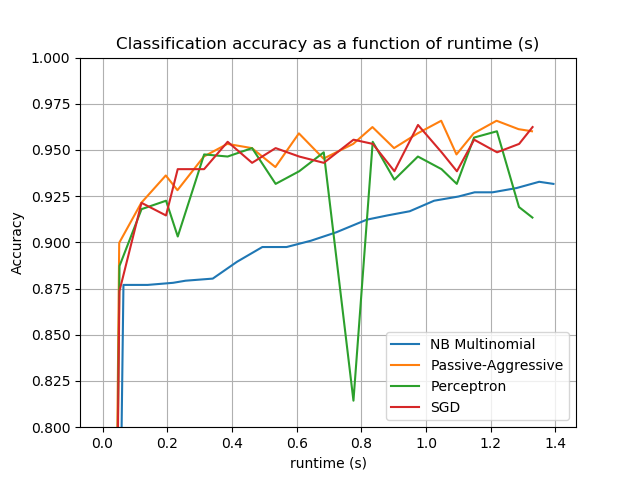 Classification accuracy as a function of runtime (s)
1.000
0.975
0.950
0.925
0.900
0.875
0.850
0.825
0.800
Accuracy
NB Multinomial
Passive-Aggressive
Perceptron
SGD
0.0 0.2 0.4 0.6 0.8 1.0 1.2 1.4
runtime (s)